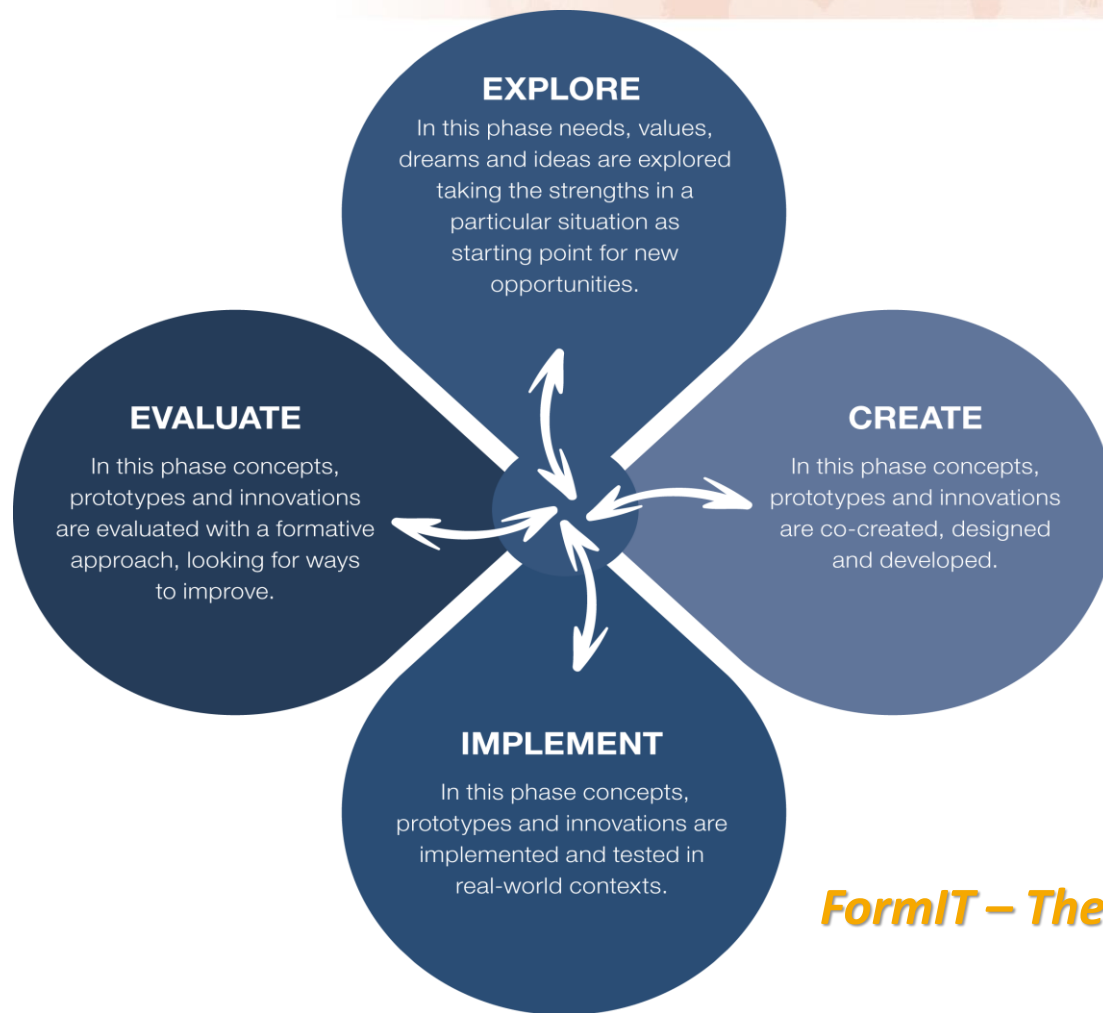 EXPLORE
In this phase needs, values,
dreams and ideas are explored
taking the strengths in a
particular situation as
starting point for new
opportunities.
EVALUATE
In this phase concepts,
prototypes and innovations
are evaluated with a formative
approach, looking for ways
to improve.
CREATE
In this phase concepts,
prototypes and innovations
are co-created, designed
and developed.
IMPLEMENT
In this phase concepts,
prototypes and innovations are
implemented and tested in
real-world contexts.
FormIT – The